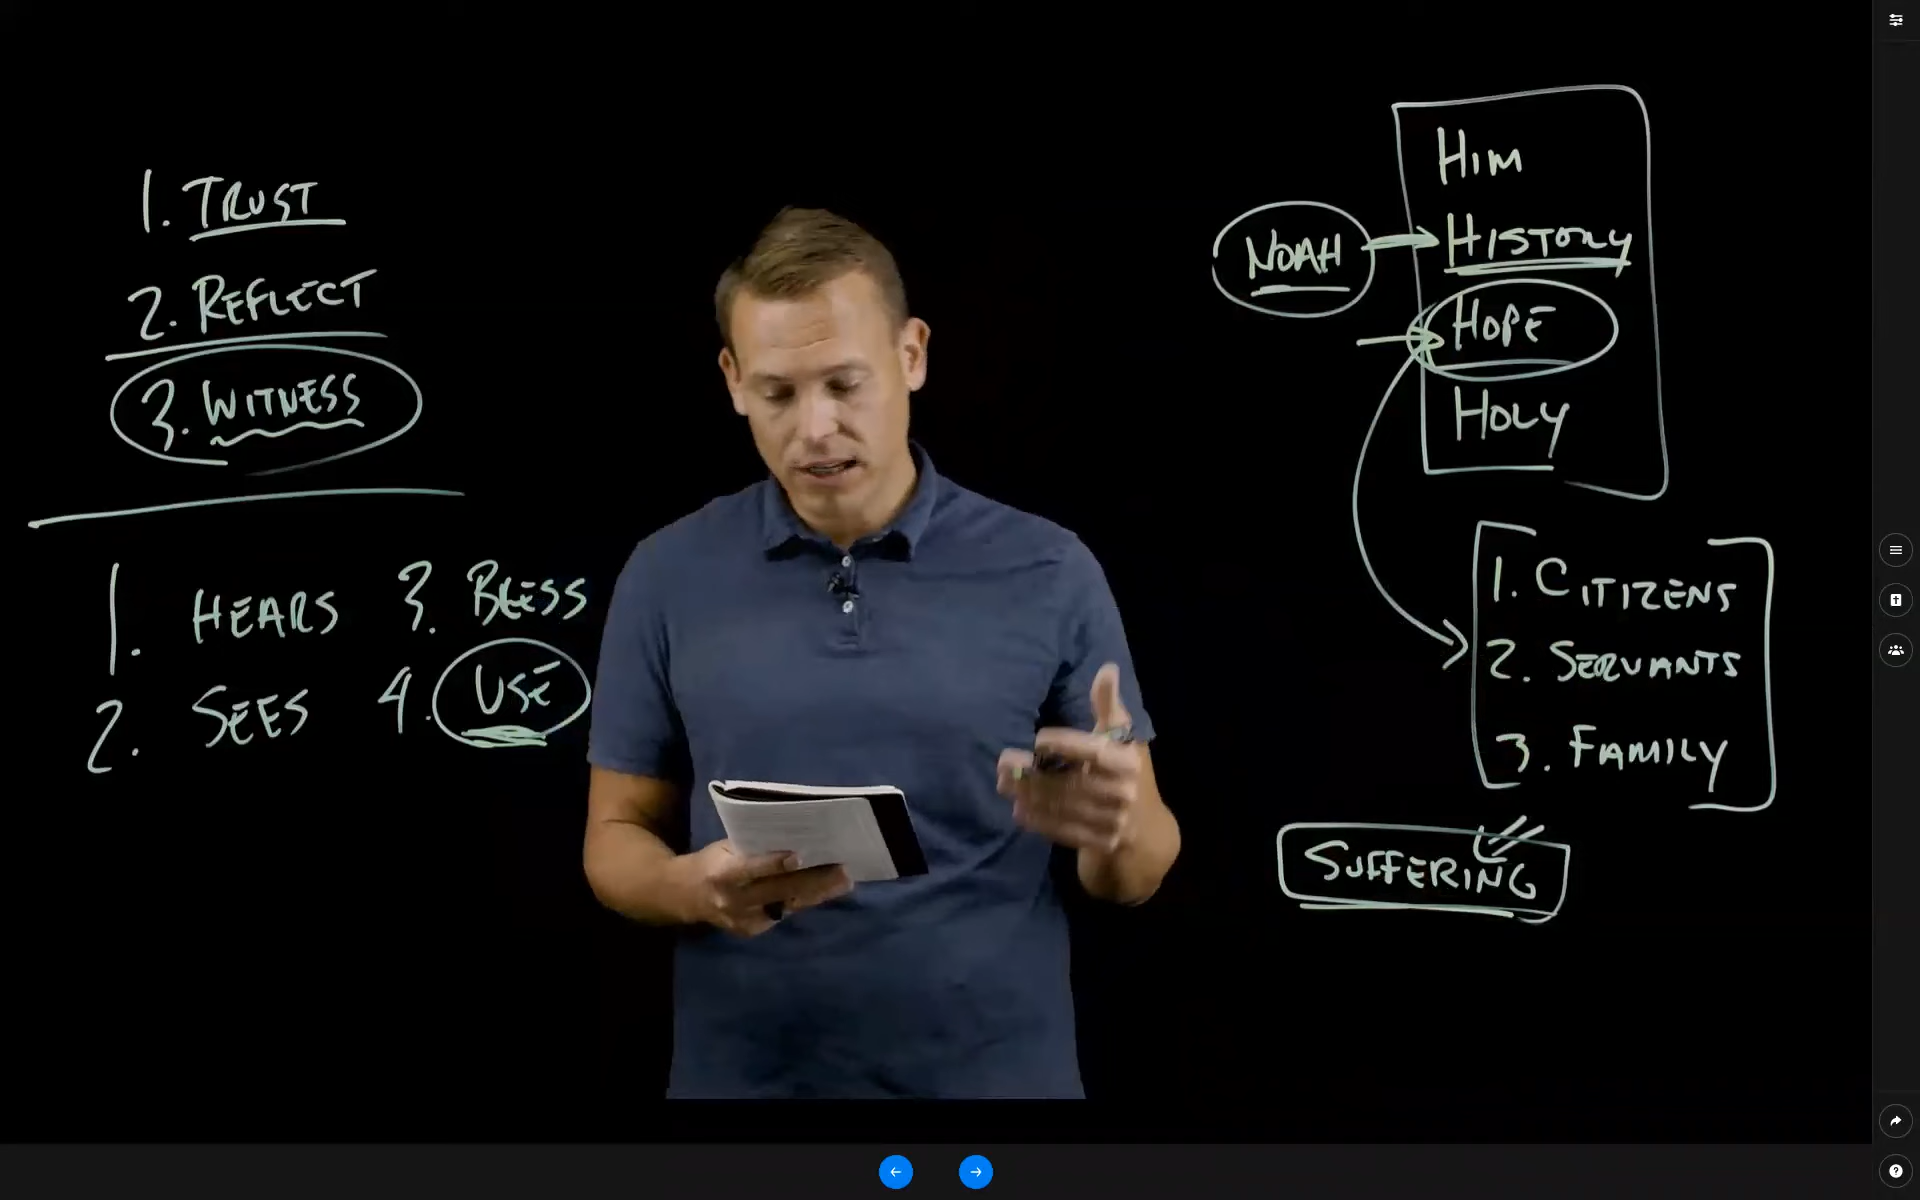 1. TRUST
2. REFLECT
3. WITNESS
1. HEARS
2. SEES
3. BLESS
4. USE
NOAH
HIM
HISTORY
HOPE
HOLY
1. CITIZENS
2. SERVANTS
3. FAMILY
SUFFERING